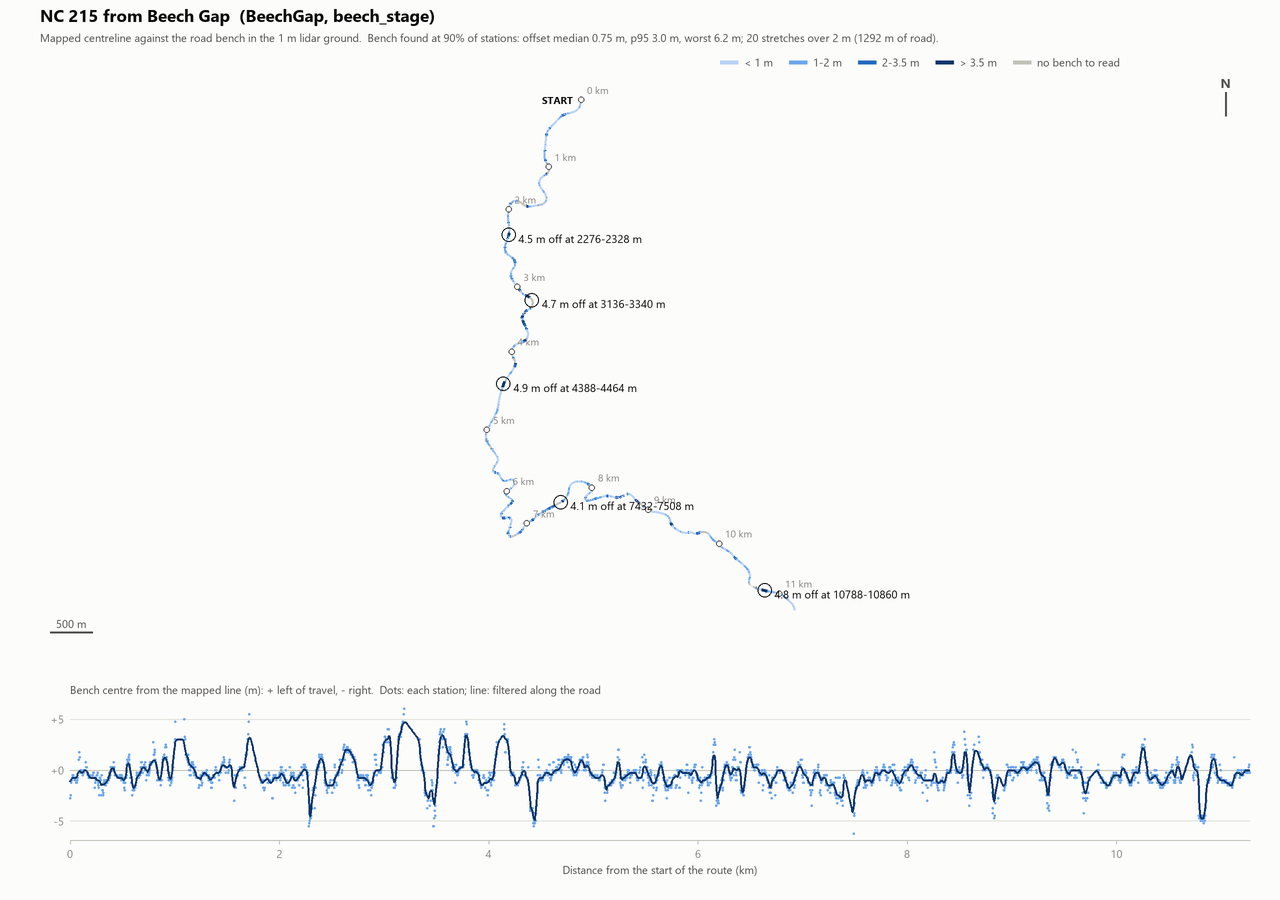 NC 215 from Beech Gap (BeechGap, beech_stage)
Mapped centreline against the road bench in the 1 m lidar ground. Bench found at 90% of stations: offset median 0.75 m, p95 3.0 m, worst 6.2 m; 20 stretches over 2 m (1292 m of road).
< 1 m 1-2 m 2-3.5 m > 3.5 m no bench to read
N
0 km
START
1 km
2 km
4.5 m off at 2276-2328 m
3 km
4.7 m off at 3136-3340 m
4 km
4.9 m off at 4388-4464 m
5 km
6 km
8 km
9 km
4.1 m off at 7432-7508 m
7 km
10 km
11 km
4.8 m off at 10788-10860 m
500 m
Bench centre from the mapped line (m): + left of travel, - right. Dots: each station; line: filtered along the road
+5
+0
-5
0 2 4 6 8 10
Distance from the start of the route (km)